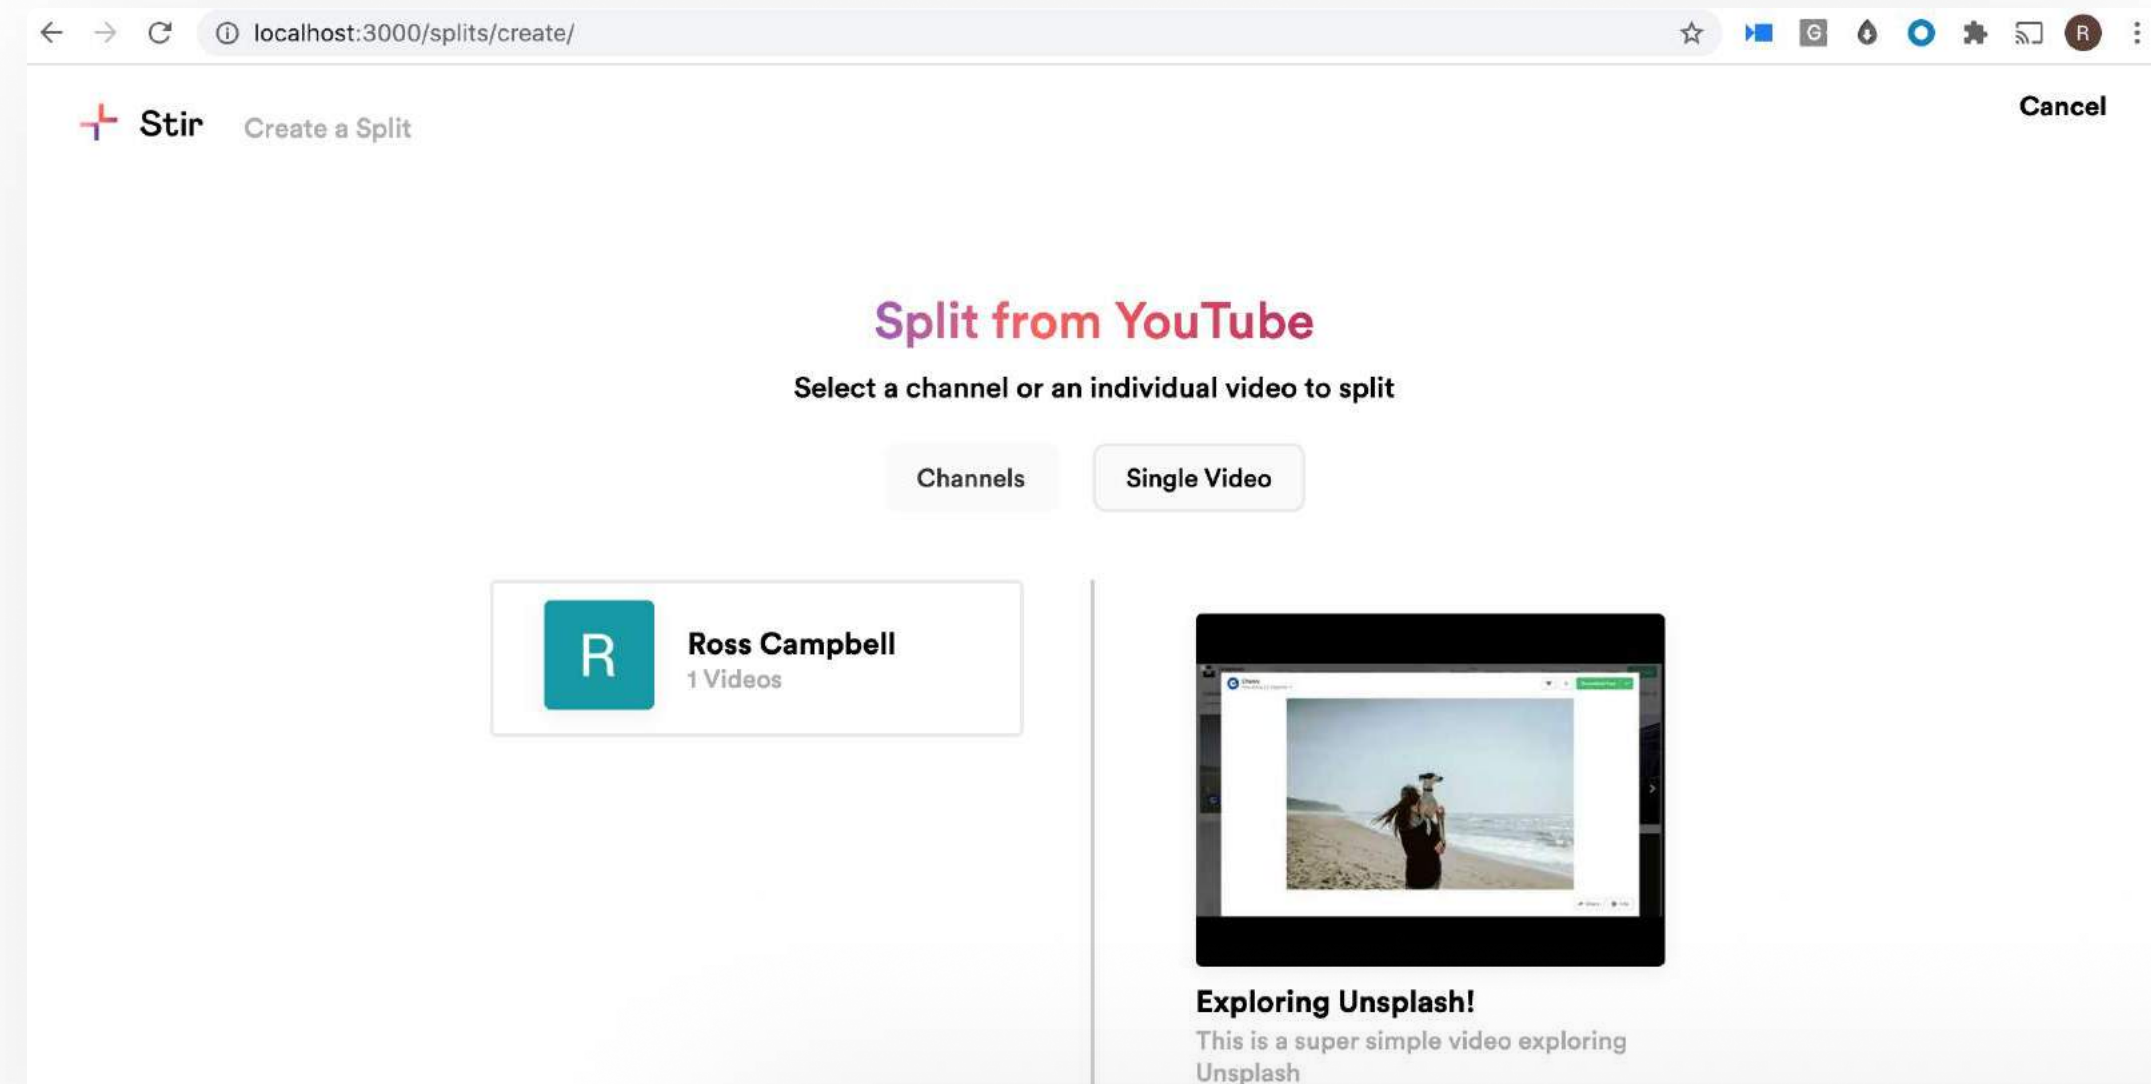 localhost:3000/splits/create/
G
R
Stir
Create a Split
Cancel
Split from YouTube
Select a channel or an individual video to split
Channels
Single Video
R
Ross Campbell
1 Videos
Exploring Unsplash!
This is a super simple video exploring
Unsplash